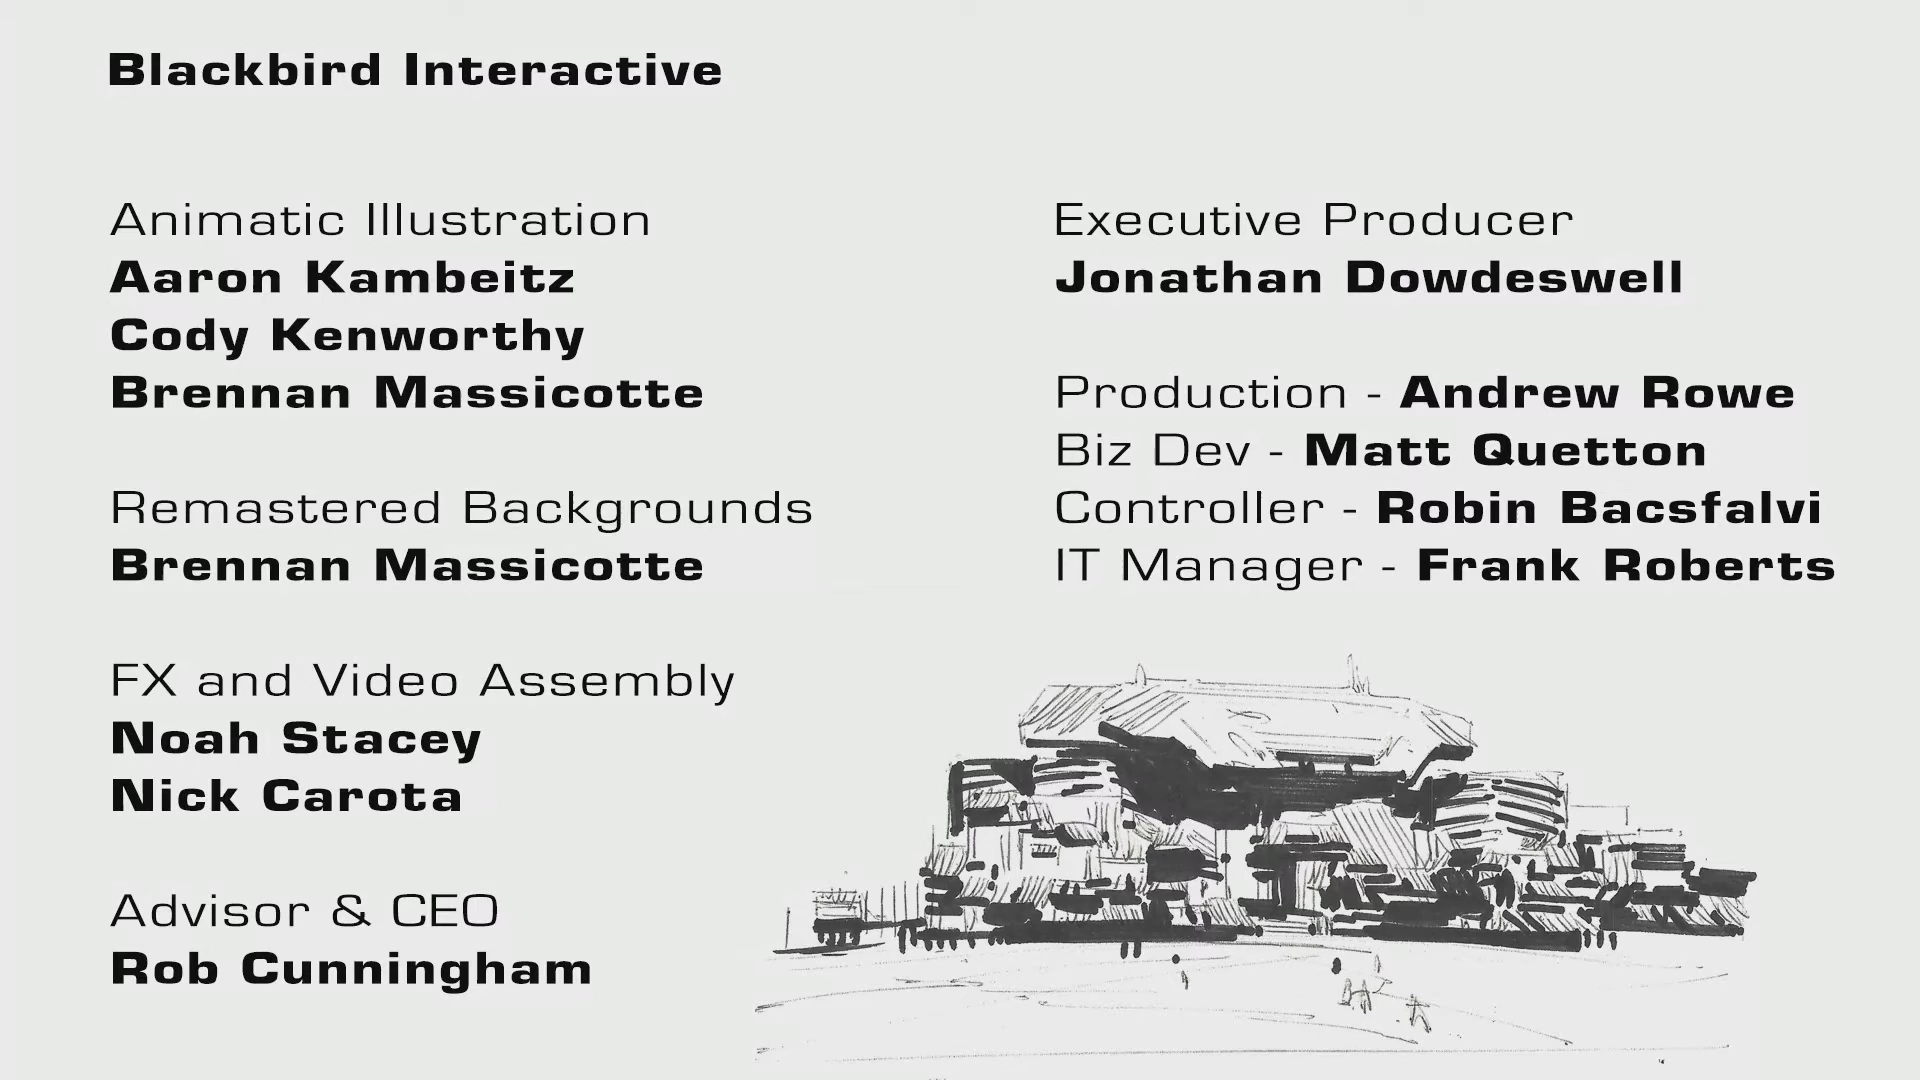 Blackbird Interactive
Animatic Illustration
Aaron Kambeitz
Cody Kenworthy
Brennan Massicotte
Remastered Backgrounds
Brennan Massicotte
FX and Video Assembly
Noah Stacey
Nick Carota
Advisor & CEO
Rob Cunningham
Executive Producer
Jonathan Dowdeswell
Production - Andrew Rowe
Biz Dev - Matt Quetton
Controller - Robin Bacsfalvi
IT Manager - Frank Roberts